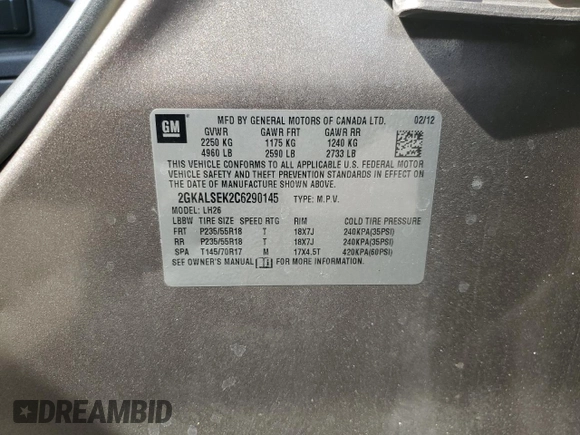 GM
MFD BY GENERAL MOTORS OF CANADA LTD. 02/12
GVWR GAWR FRT GAWR RR
2250 KG 1175 KG 1240 KG
4960 LB 2590 LB 2733 LB
THIS VEHICLE CONFORMS TO ALL APPLICABLE U.S. FEDERAL MOTOR
VEHICLE SAFETY AND THEFT PREVENTION STANDARDS IN EFFECT ON
THE DATE OF MANUFACTURE SHOWN ABOVE.
2GKALSEK2C6290145 TYPE: M.P.V.
MODEL: LH26
LBBW TIRE SIZE SPEED RTG RIM COLD TIRE PRESSURE
FRT P235/55R18 T 18X7J 240KPA(35PSI)
RR P235/55R18 T 18X7J 240KPA(35PSI)
SPA T145/70R17 M 17X4.5T 420KPA(60PSI)
SEE OWNER'S MANUAL FOR MORE INFORMATION.
DREAMBID